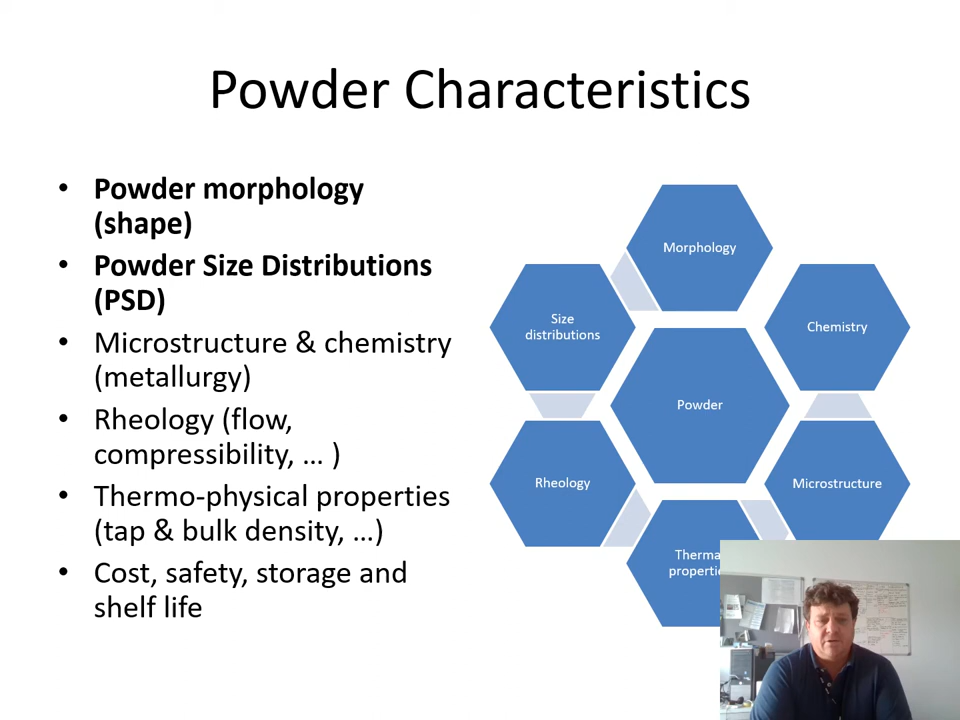 Powder Characteristics
• Powder morphology
(shape)
• Powder Size Distributions
(PSD)
• Microstructure & chemistry
(metallurgy)
• Rheology (flow,
compressibility, … )
• Thermo-physical properties
(tap & bulk density, …)
• Cost, safety, storage and
shelf life
Morphology
Size
distributions
Chemistry
Powder
Rheology
Microstructure